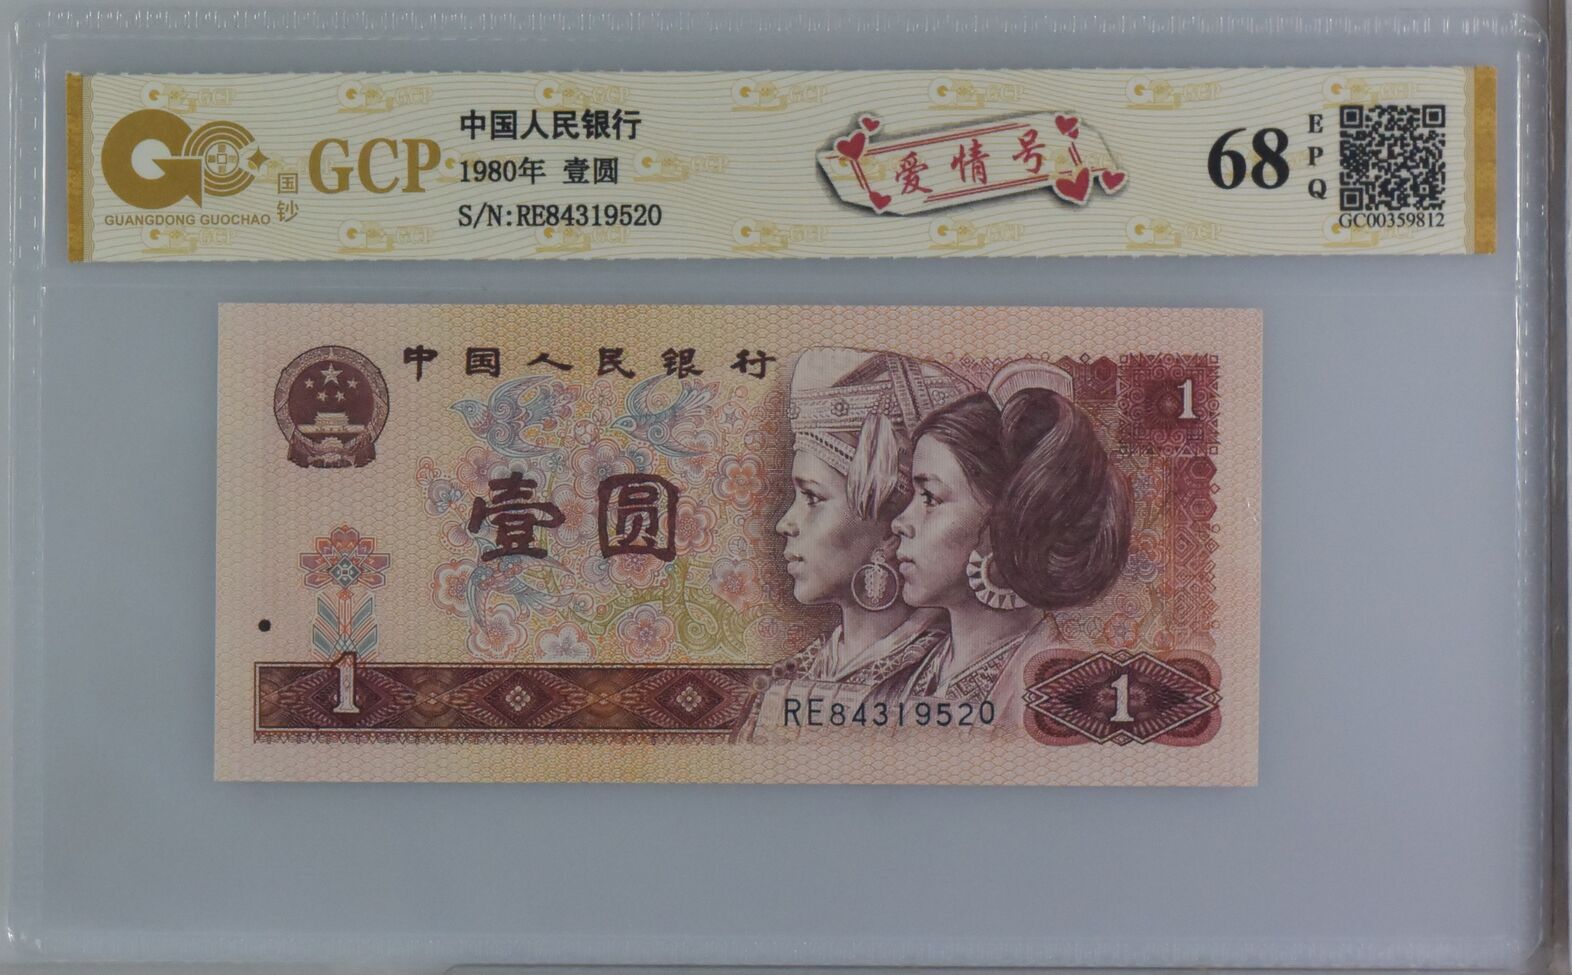 GCP
GUANGDONG GUOCHAO
国钞
中国人民银行
1980年 壹圆
S/N:RE84319520
爱情号
68
EPQ
GC00359812
中国人民银行
1
壹圆
1
RE84319520
1